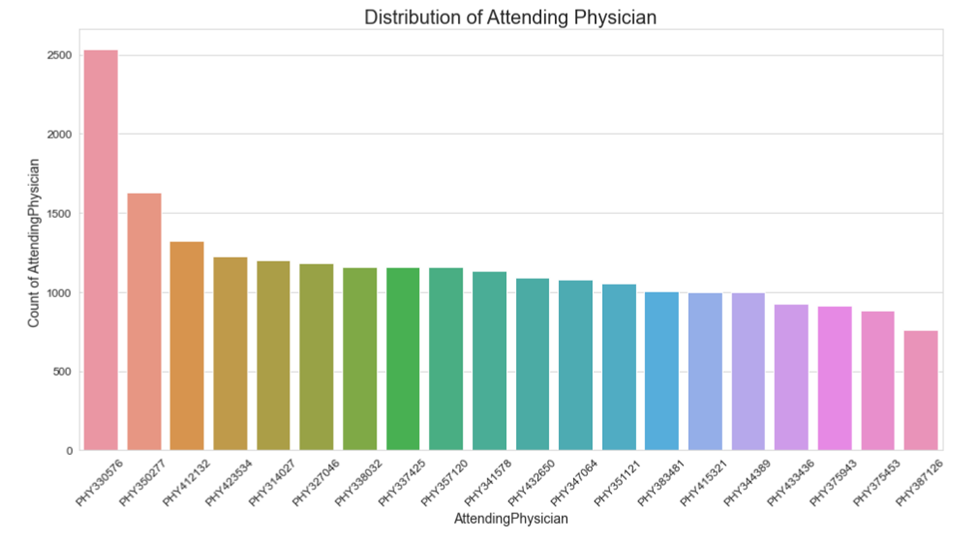 Distribution of Attending Physician
Count of AttendingPhysician
2500
2000
1500
1000
500
0
PHY330576
PHY350277
PHY412132
PHY423534
PHY314027
PHY327046
PHY338032
PHY337425
PHY357120
PHY341578
PHY432650
PHY347064
PHY351121
PHY383481
PHY415321
PHY344389
PHY433436
PHY375943
PHY375453
PHY387126
AttendingPhysician